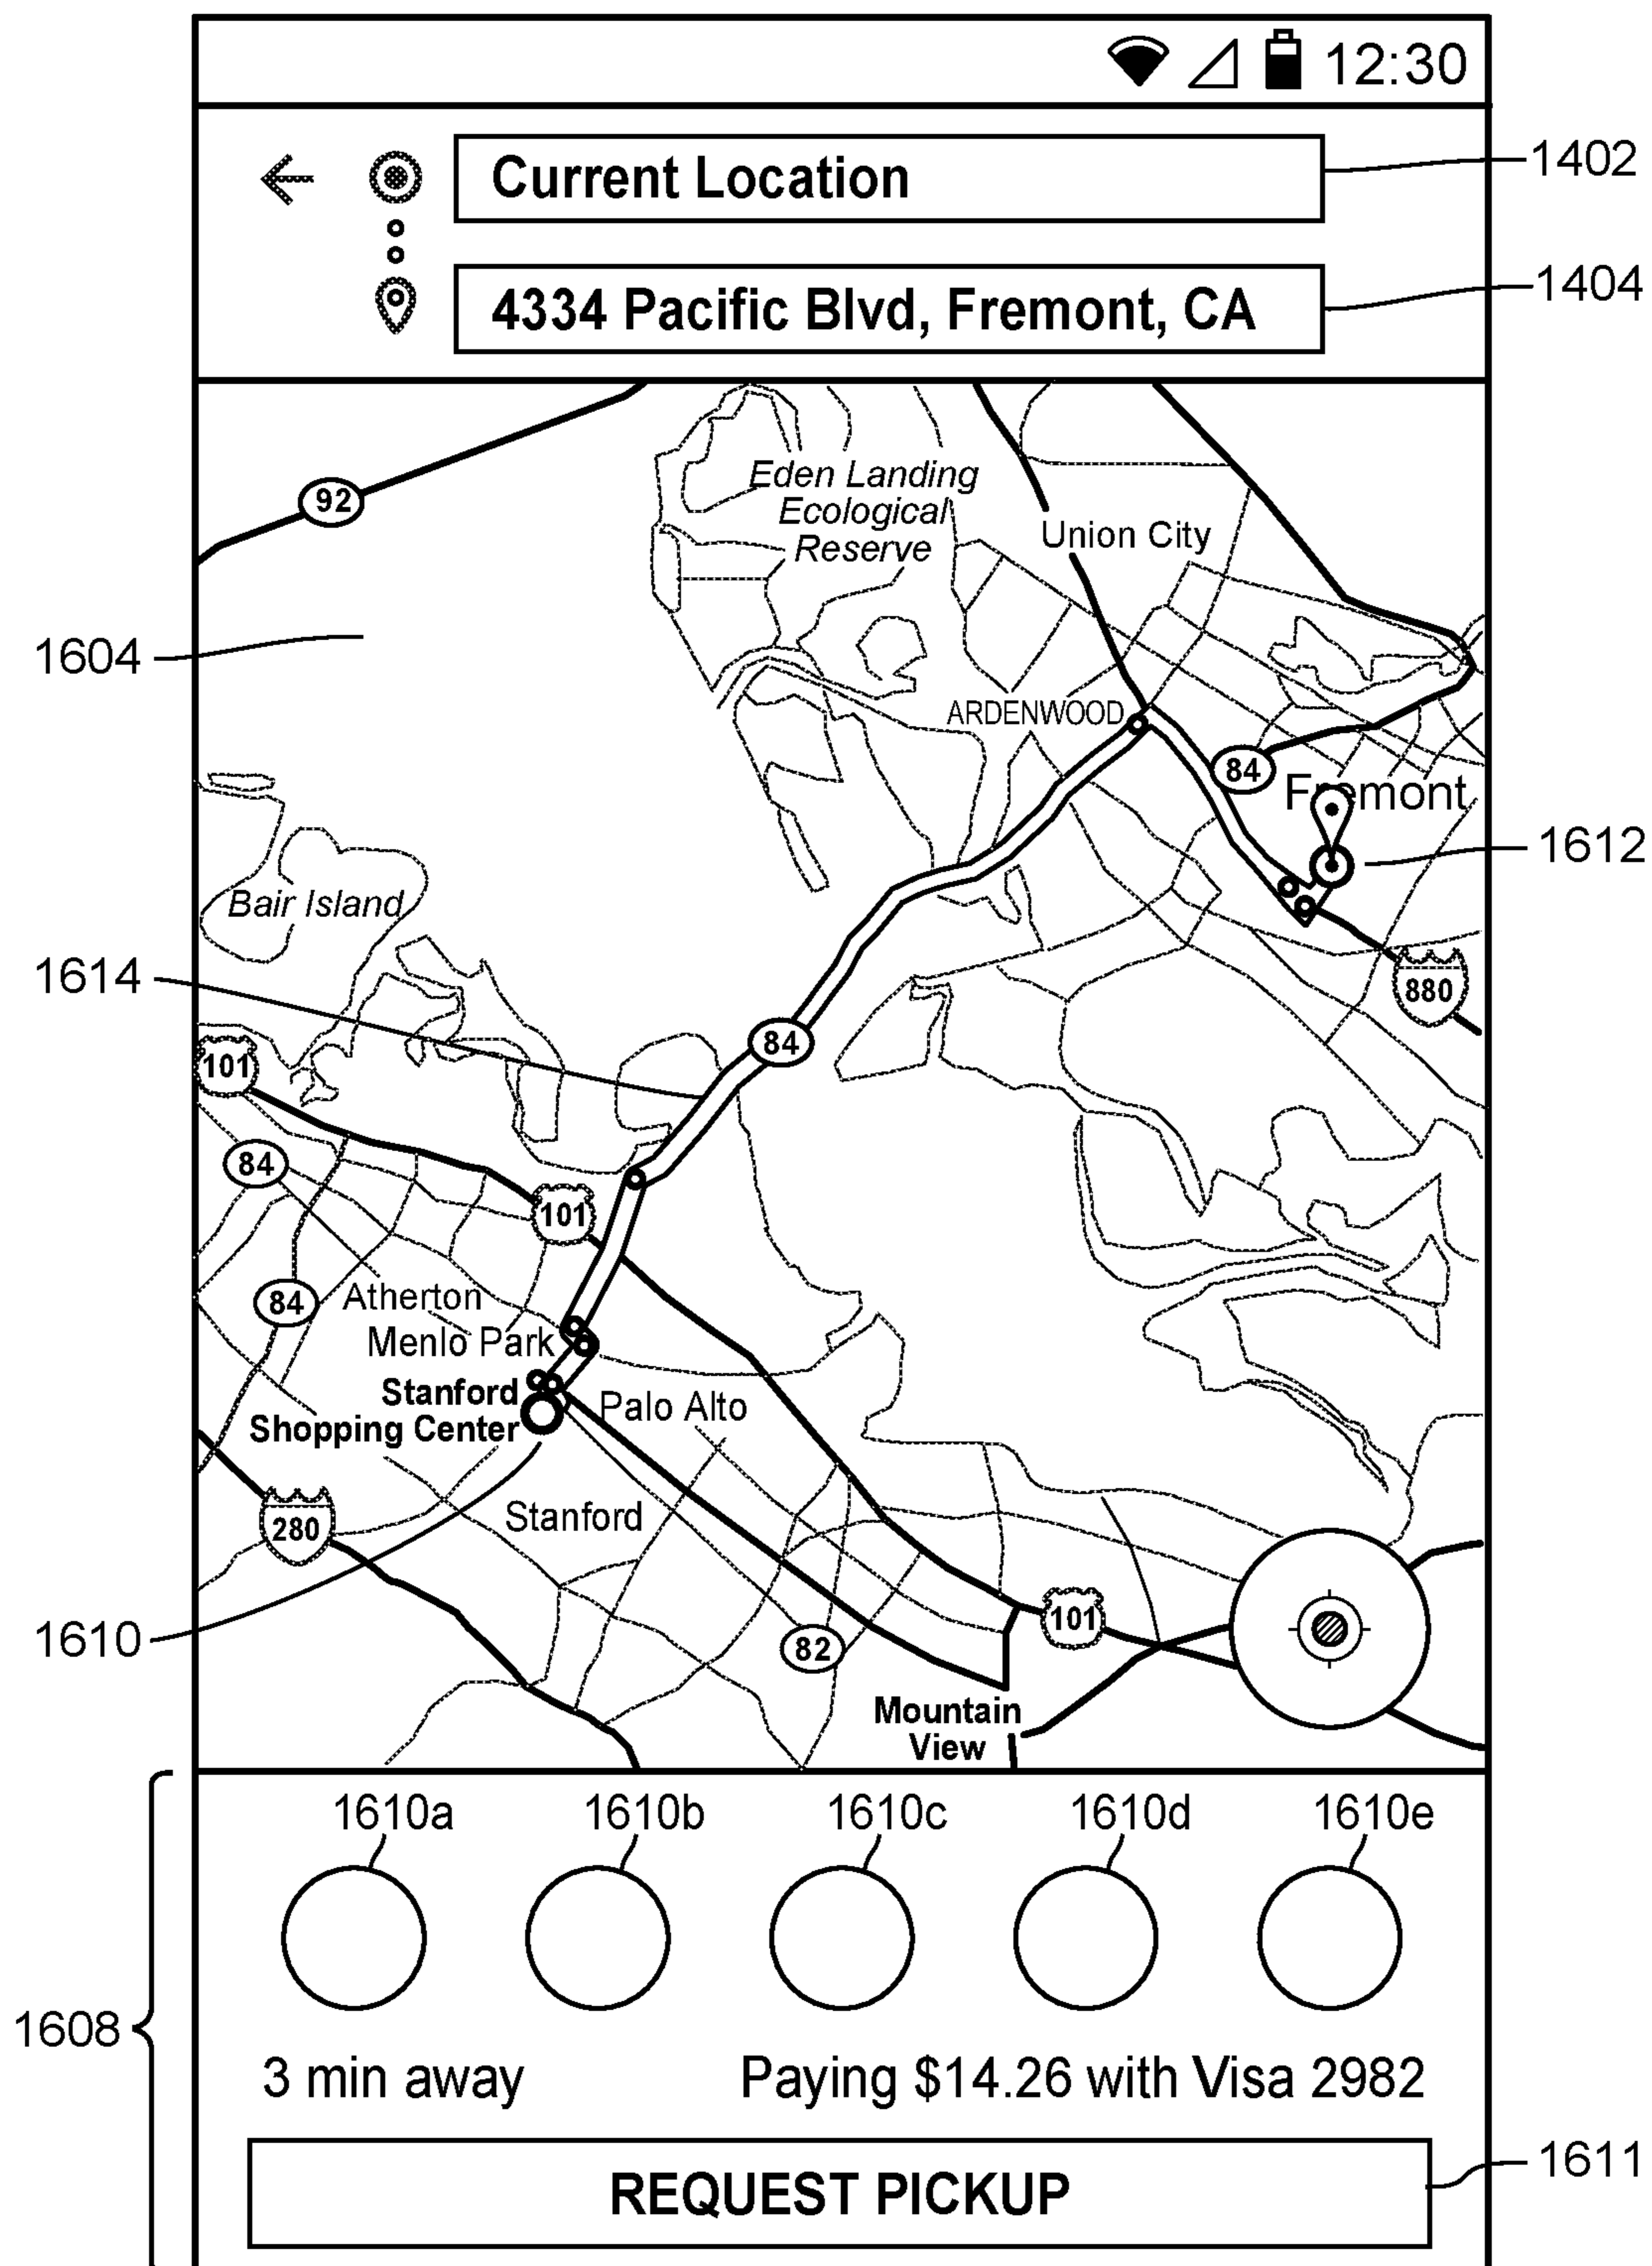 12:30
Current Location
1402
4334 Pacific Blvd, Fremont, CA
1404
92
Eden Landing
Ecological
Reserve
Union City
1604
ARDENWOOD
84
Fremont
1612
Bair Island
1614
880
84
101
84
101
84
Atherton
Menlo Park
Stanford
Shopping Center
Palo Alto
280
Stanford
1610
101
82
Mountain
View
1610a 1610b 1610c 1610d 1610e
1608
3 min away Paying $14.26 with Visa 2982
1611
REQUEST PICKUP